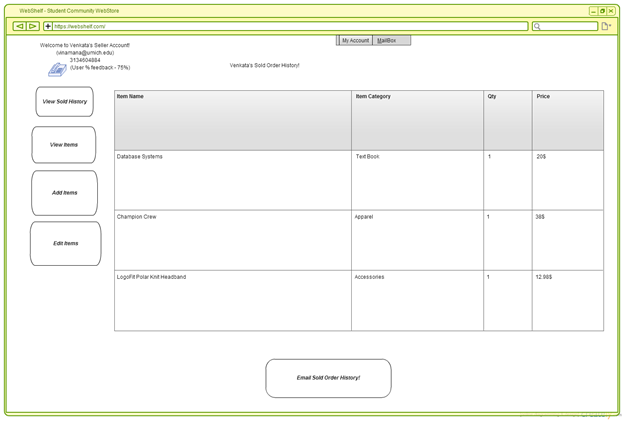 WebShelf - Student Community WebStore
https://webshelf.com/
My Account MailBox
Welcome to Venkata's Seller Account!
(vnamana@umich.edu)
3134604884
(User % feedback - 75%)
Venkata's Sold Order History!
View Sold History
View Items
Add Items
Edit Items
Item Name Item Category Qty Price
Database Systems Text Book 1 20$
Champion Crew Apparel 1 38$
LogoFit Polar Knit Headband Accessories 1 12.98$
Email Sold Order History!